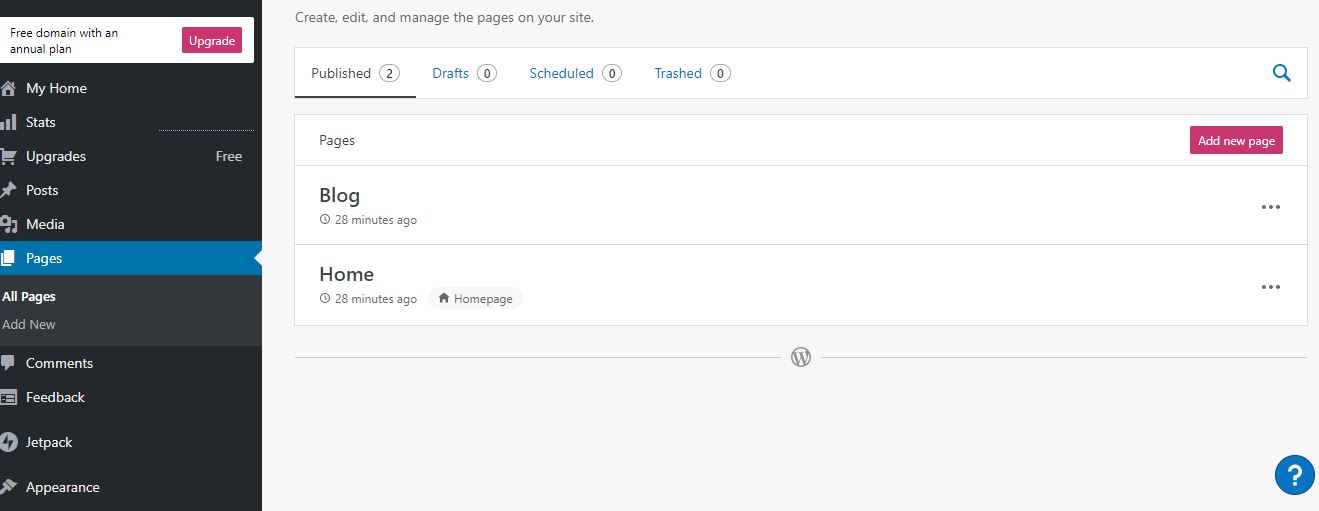 Create, edit, and manage the pages on your site.
Free domain with an
annual plan
Upgrade
My Home
Stats
Upgrades Free
Posts
Media
Pages
All Pages
Add New
Comments
Feedback
Jetpack
Appearance
Published 2 Drafts 0 Scheduled 0 Trashed 0
Pages Add new page
Blog
28 minutes ago
Home
28 minutes ago Homepage
?